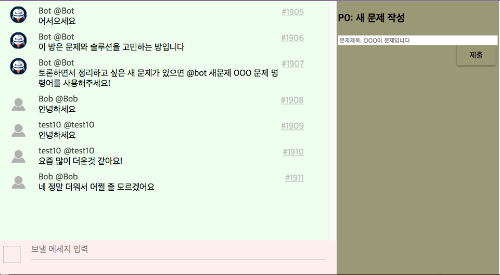 Bot @Bot
#1905
어서오세요
Bot @Bot
#1906
이 방은 문제와 솔루션을 고민하는 방입니다
Bot @Bot
#1907
토론하면서 정리하고 싶은 새 문제가 있으면 @bot 새문제 OOO 문제 명
령어를 사용해주세요!
Bob @Bob
#1908
안녕하세요
test10 @test10
#1909
안녕하세요
test10 @test10
#1910
요즘 많이 더운것 같아요!
Bob @Bob
#1911
네 정말 더워서 어쩔 줄 모르겠어요
보낼 메세지 입력
P0: 새 문제 작성
문제제목: OOO이 문제입니다
제출